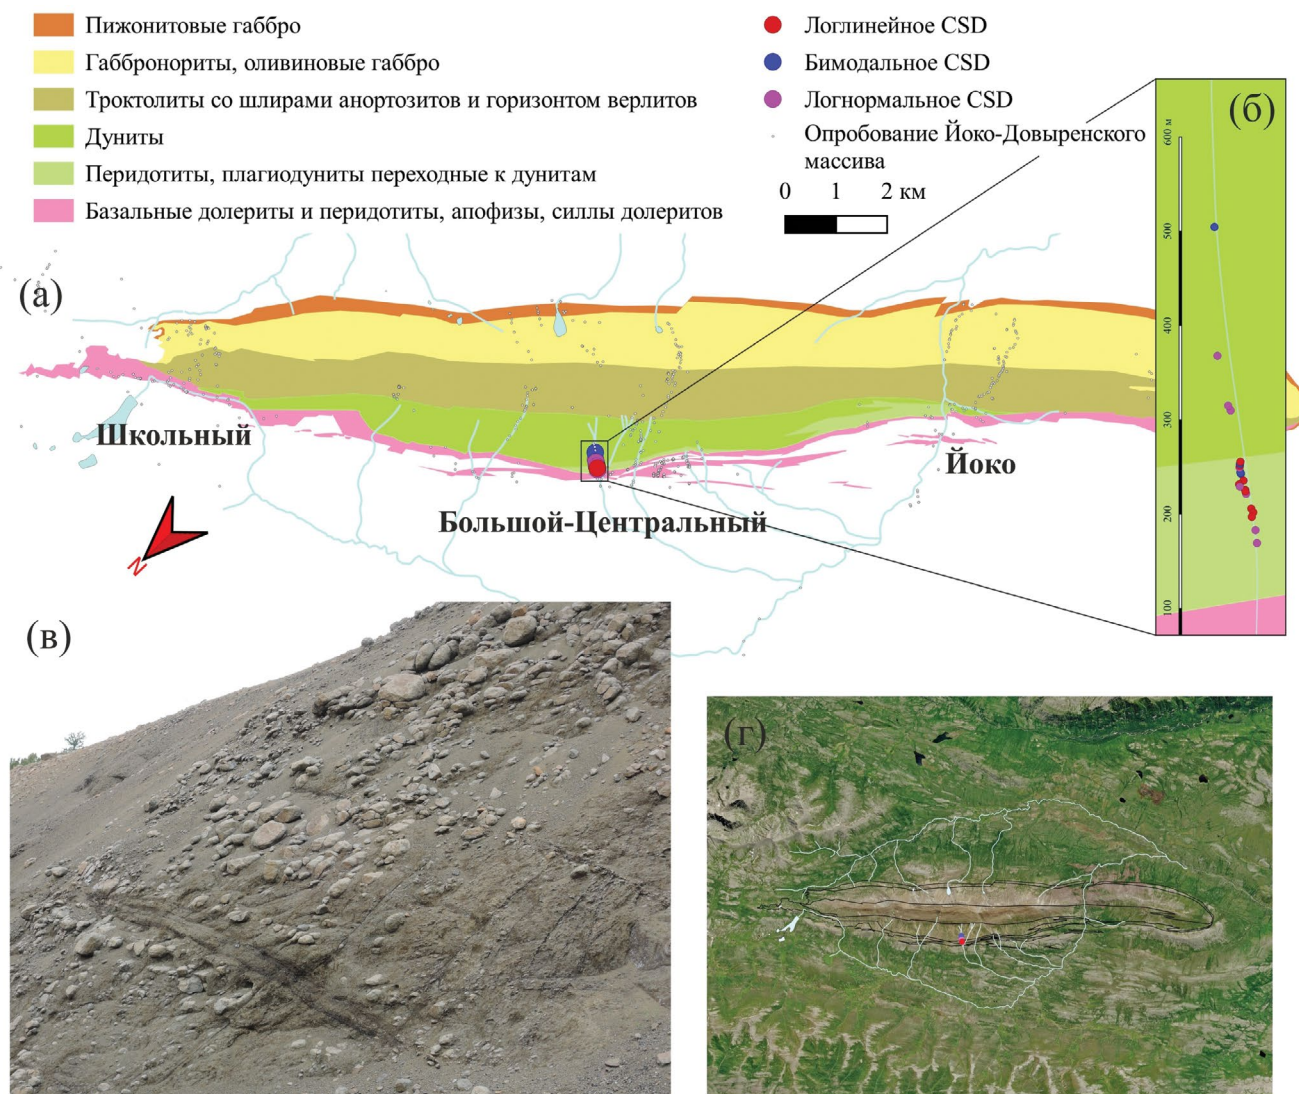 Пижонитовые габбро
Габбронориты, оливиновые габбро
Троктолиты со шлирами анортозитов и горизонтом верлитов
Дуниты
Перидотиты, плагиодуниты переходные к дунитам
Базальные долериты и перидотиты, апофизы, силлы долеритов
Логлинейное CSD
Бимодальное CSD
Логнормальное CSD
Опробование Йоко-Довыренского
массива
0 1 2 км
(а)
Школьный
Большой-Центральный
Йоко
N
(б)
600 м
500
400
300
200
100
(в)
(г)